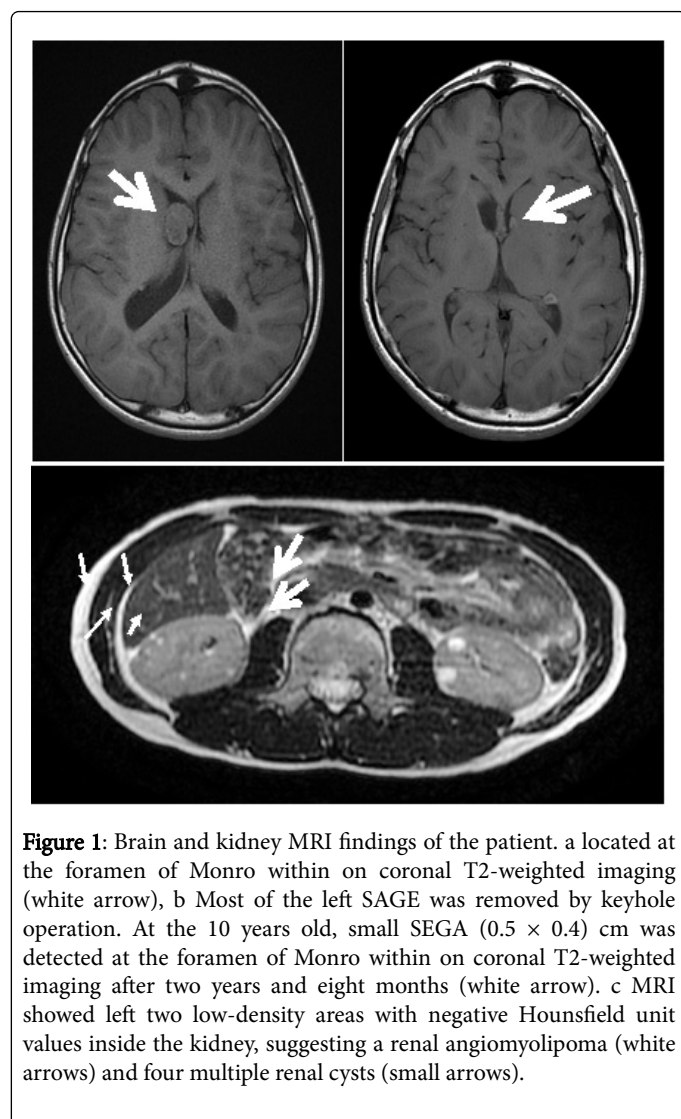 Figure 1: Brain and kidney MRI findings of the patient. a located at
the foramen of Monro within on coronal T2-weighted imaging
(white arrow), b Most of the left SAGE was removed by keyhole
operation. At the 10 years old, small SEGA (0.5 × 0.4) cm was
detected at the foramen of Monro within on coronal T2-weighted
imaging after two years and eight months (white arrow). c MRI
showed left two low-density areas with negative Hounsfield unit
values inside the kidney, suggesting a renal angiomyolipoma (white
arrows) and four multiple renal cysts (small arrows).